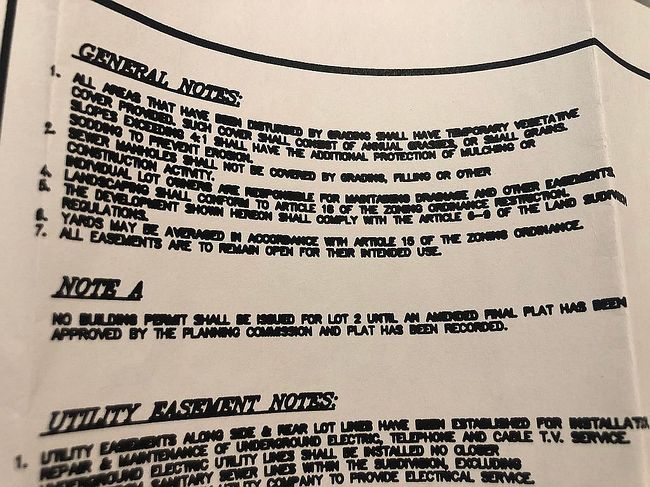 GENERAL NOTES:
1. ALL AREAS THAT HAVE BEEN DISTURBED BY GRADING SHALL HAVE TEMPORARY VEGETATIVE
COVER PROVIDED. SUCH COVER SHALL CONSIST OF ANNUAL GRASSES, OR SMALL GRAINS.
SLOPES EXCEEDING 4:1 SHALL HAVE THE ADDITIONAL PROTECTION OF MULCHING OR
SODDING TO PREVENT EROSION.
2. SEWER MANHOLES SHALL NOT BE COVERED BY GRADING, FILLING OR OTHER
CONSTRUCTION ACTIVITY.
INDIVIDUAL LOT OWNERS ARE RESPONSIBLE FOR MAINTAINING DRAINAGE AND OTHER EASEMENTS
4. LANDSCAPING SHALL CONFORM TO ARTICLE 16 OF THE ZONING ORDINANCE RESTRICTION.
5. THE DEVELOPMENT SHOWN HEREON SHALL COMPLY WITH THE ARTICLE 6-8 OF THE LAND
REGULATIONS.
6. YARDS MAY BE AVERAGED IN ACCORDANCE WITH ARTICLE 15 OF THE ZONING ORDINANCE.
7. ALL EASEMENTS ARE TO REMAIN OPEN FOR THEIR INTENDED USE.
NOTE A
NO BUILDING PERMIT SHALL BE ISSUED FOR LOT 2 UNTIL AN AMENDED FINAL PLAT HAS BEEN
APPROVED BY THE PLANNING COMMISSION AND PLAT HAS BEEN RECORDED.
UTILITY EASEMENT NOTES:
1. UTILITY EASEMENTS ALONG SIDE & REAR LOT LINES HAVE BEEN ESTABLISHED FOR
REPAIR & MAINTENANCE OF UNDERGROUND ELECTRIC, TELEPHONE AND CABLE T.V. SERVICE.
UNDERGROUND ELECTRIC UTILITY LINES SHALL BE INSTALLED NO CLOSER
SANITARY SEWER LINES WITHIN THE SUBDIVISION, EXCLUDING
UTILITY COMPANY TO PROVIDE ELECTRICAL SERVICE.